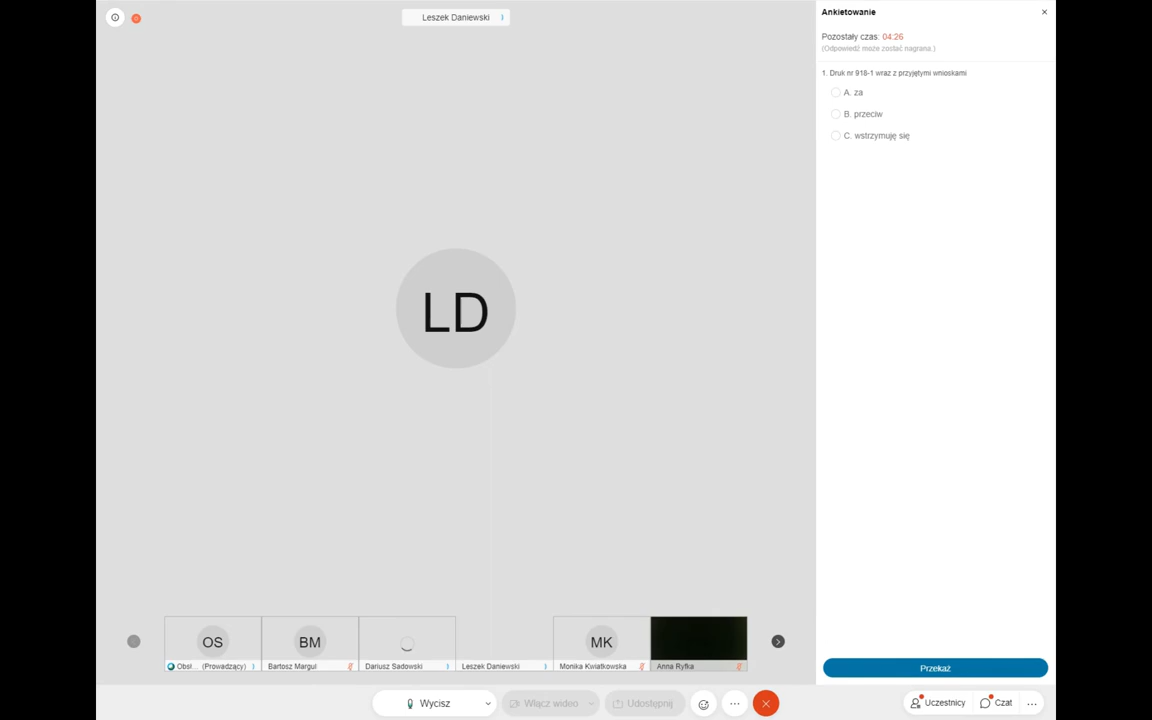 Leszek Daniewski
Ankietowanie
Pozostały czas: 04:26
(Odpowiedź może zostać nagrana.)
1. Druk nr 918-1 wraz z przyjętymi wnioskami
A. za
B. przeciw
C. wstrzymuję się
LD
OS
BM
MK
Obsł... (Prowadzący)
Bartosz Margul
Dariusz Sadowski
Leszek Daniewski
Monika Kwiatkowska
Anna Ryfka
Przekaż
Wycisz
Włącz wideo
Udostępnij
Uczestnicy
Czat